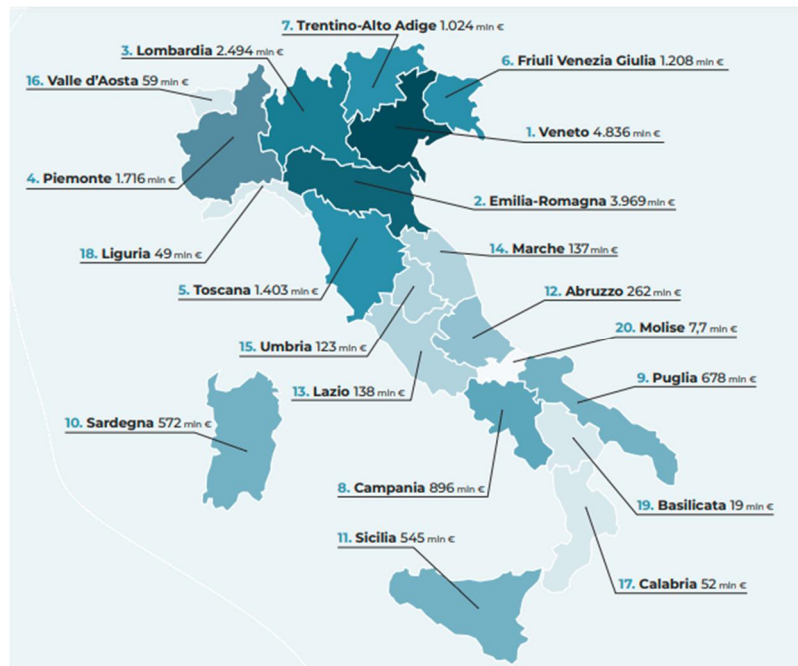 7. Trentino-Alto Adige 1.024 mln €
3. Lombardia 2.494 mln €
6. Friuli Venezia Giulia 1.208 mln €
16. Valle d'Aosta 59 mln €
1. Veneto 4.836 mln €
4. Piemonte 1.716 mln €
2. Emilia-Romagna 3.969 mln €
18. Liguria 49 mln €
14. Marche 137 mln €
5. Toscana 1.403 mln €
12. Abruzzo 262 mln €
20. Molise 7,7 mln €
15. Umbria 123 mln €
9. Puglia 678 mln €
13. Lazio 138 mln €
10. Sardegna 572 mln €
8. Campania 896 mln €
19. Basilicata 19 mln €
11. Sicilia 545 mln €
17. Calabria 52 mln €